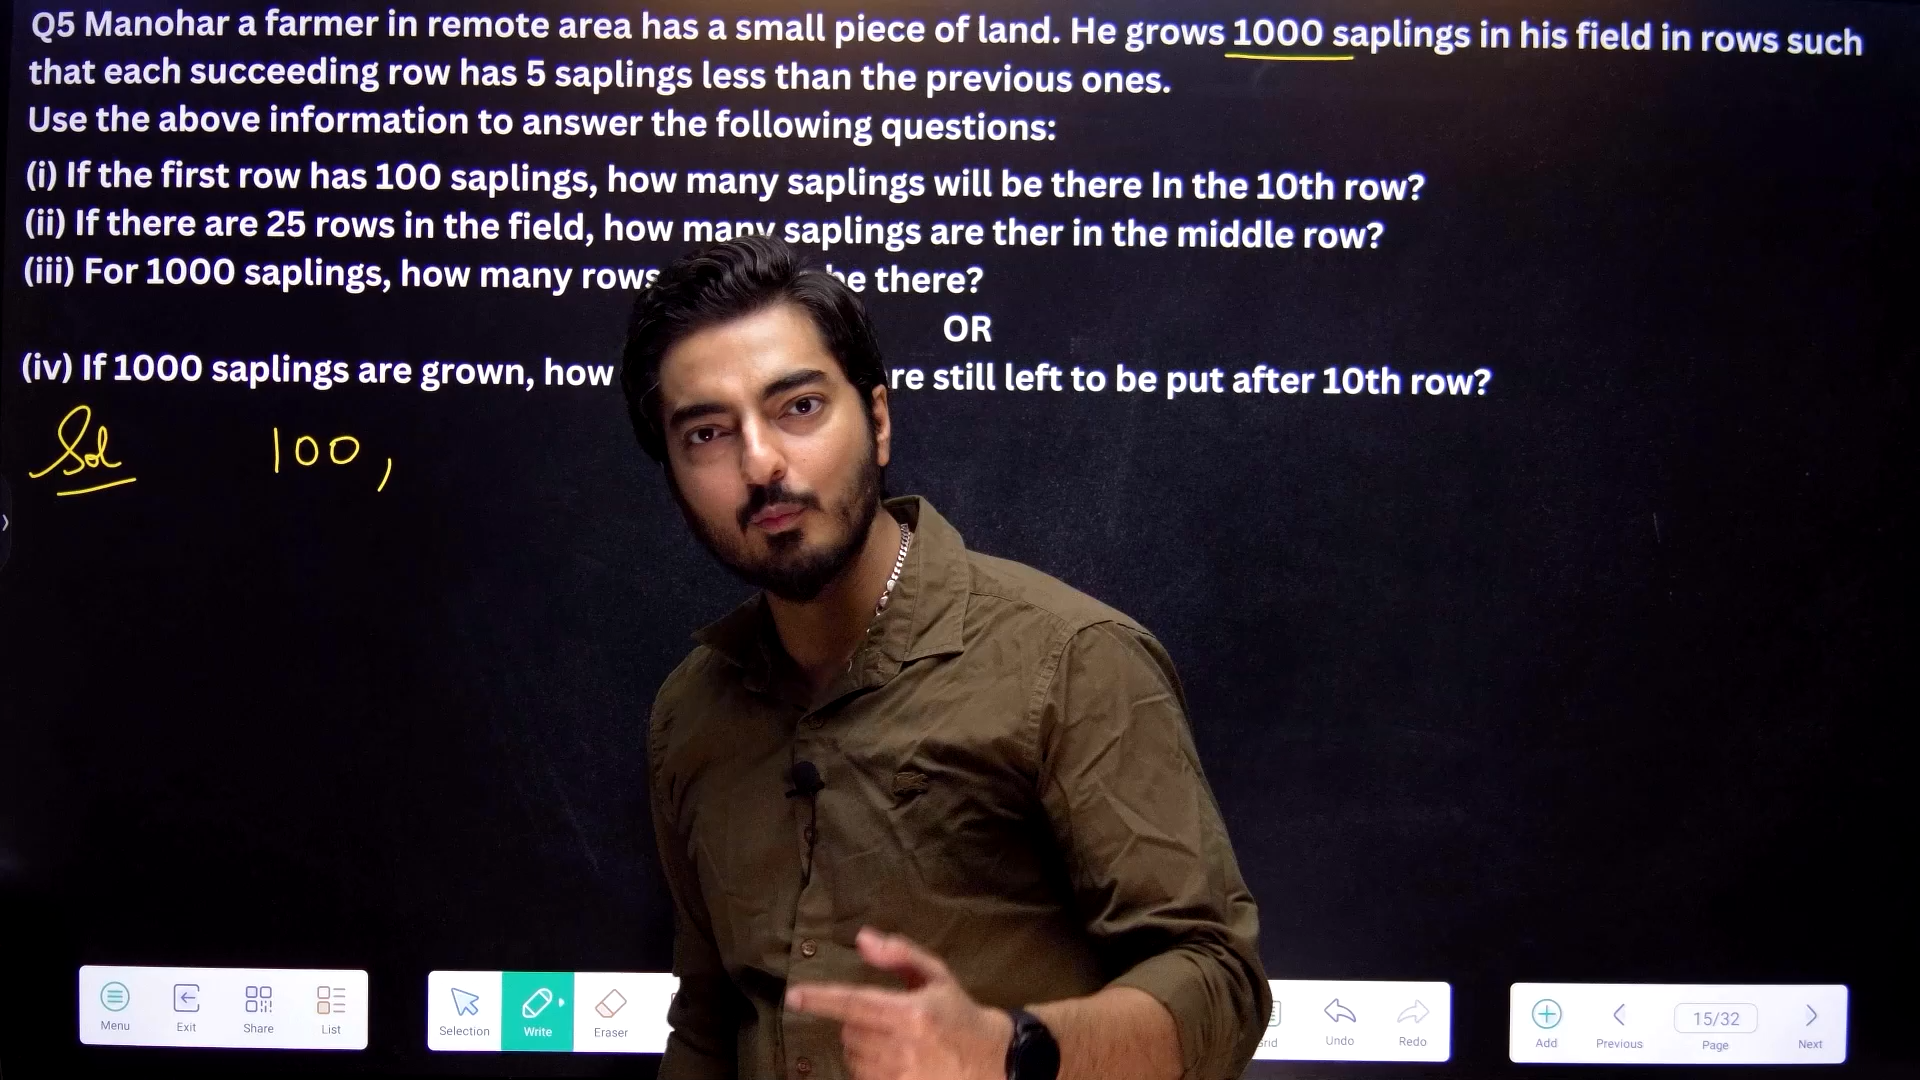 Q5 Manohar a farmer in remote area has a small piece of land. He grows 1000 saplings in his field in rows such
that each succeeding row has 5 saplings less than the previous ones.
Use the above information to answer the following questions:
(i) If the first row has 100 saplings, how many saplings will be there In the 10th row?
(ii) If there are 25 rows in the field, how many saplings are ther in the middle row?
(iii) For 1000 saplings, how many rows be there?
OR
(iv) If 1000 saplings are grown, how still left to be put after 10th row?
Sol 100,
Menu Exit Share List Selection Write Eraser Undo Redo Add Previous 15/32 Page Next